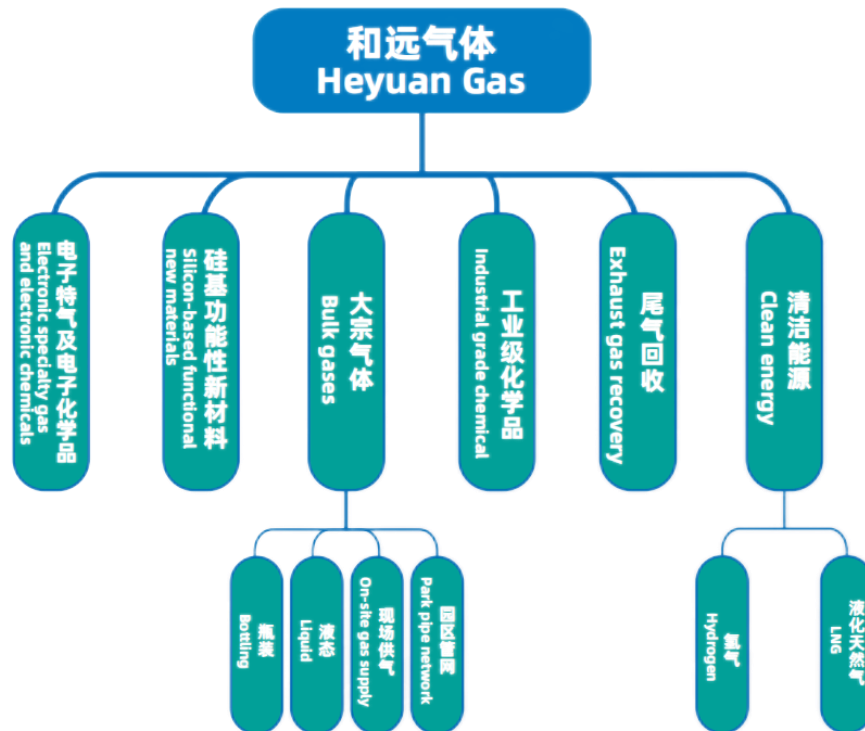 和远气体
Heyuan Gas
电子特气及电子化学品
Electronic specialty gas
and electronic chemicals
硅基功能性新材料
Silicon-based functional
new materials
大宗气体
Bulk gases
工业级化学品
Industrial grade chemical
尾气回收
Exhaust gas recovery
清洁能源
Clean energy
瓶装
Bottling
液态
Liquid
现场供气
On-site gas supply
园区管网
Park pipe network
氢气
Hydrogen
液化天然气
LNG